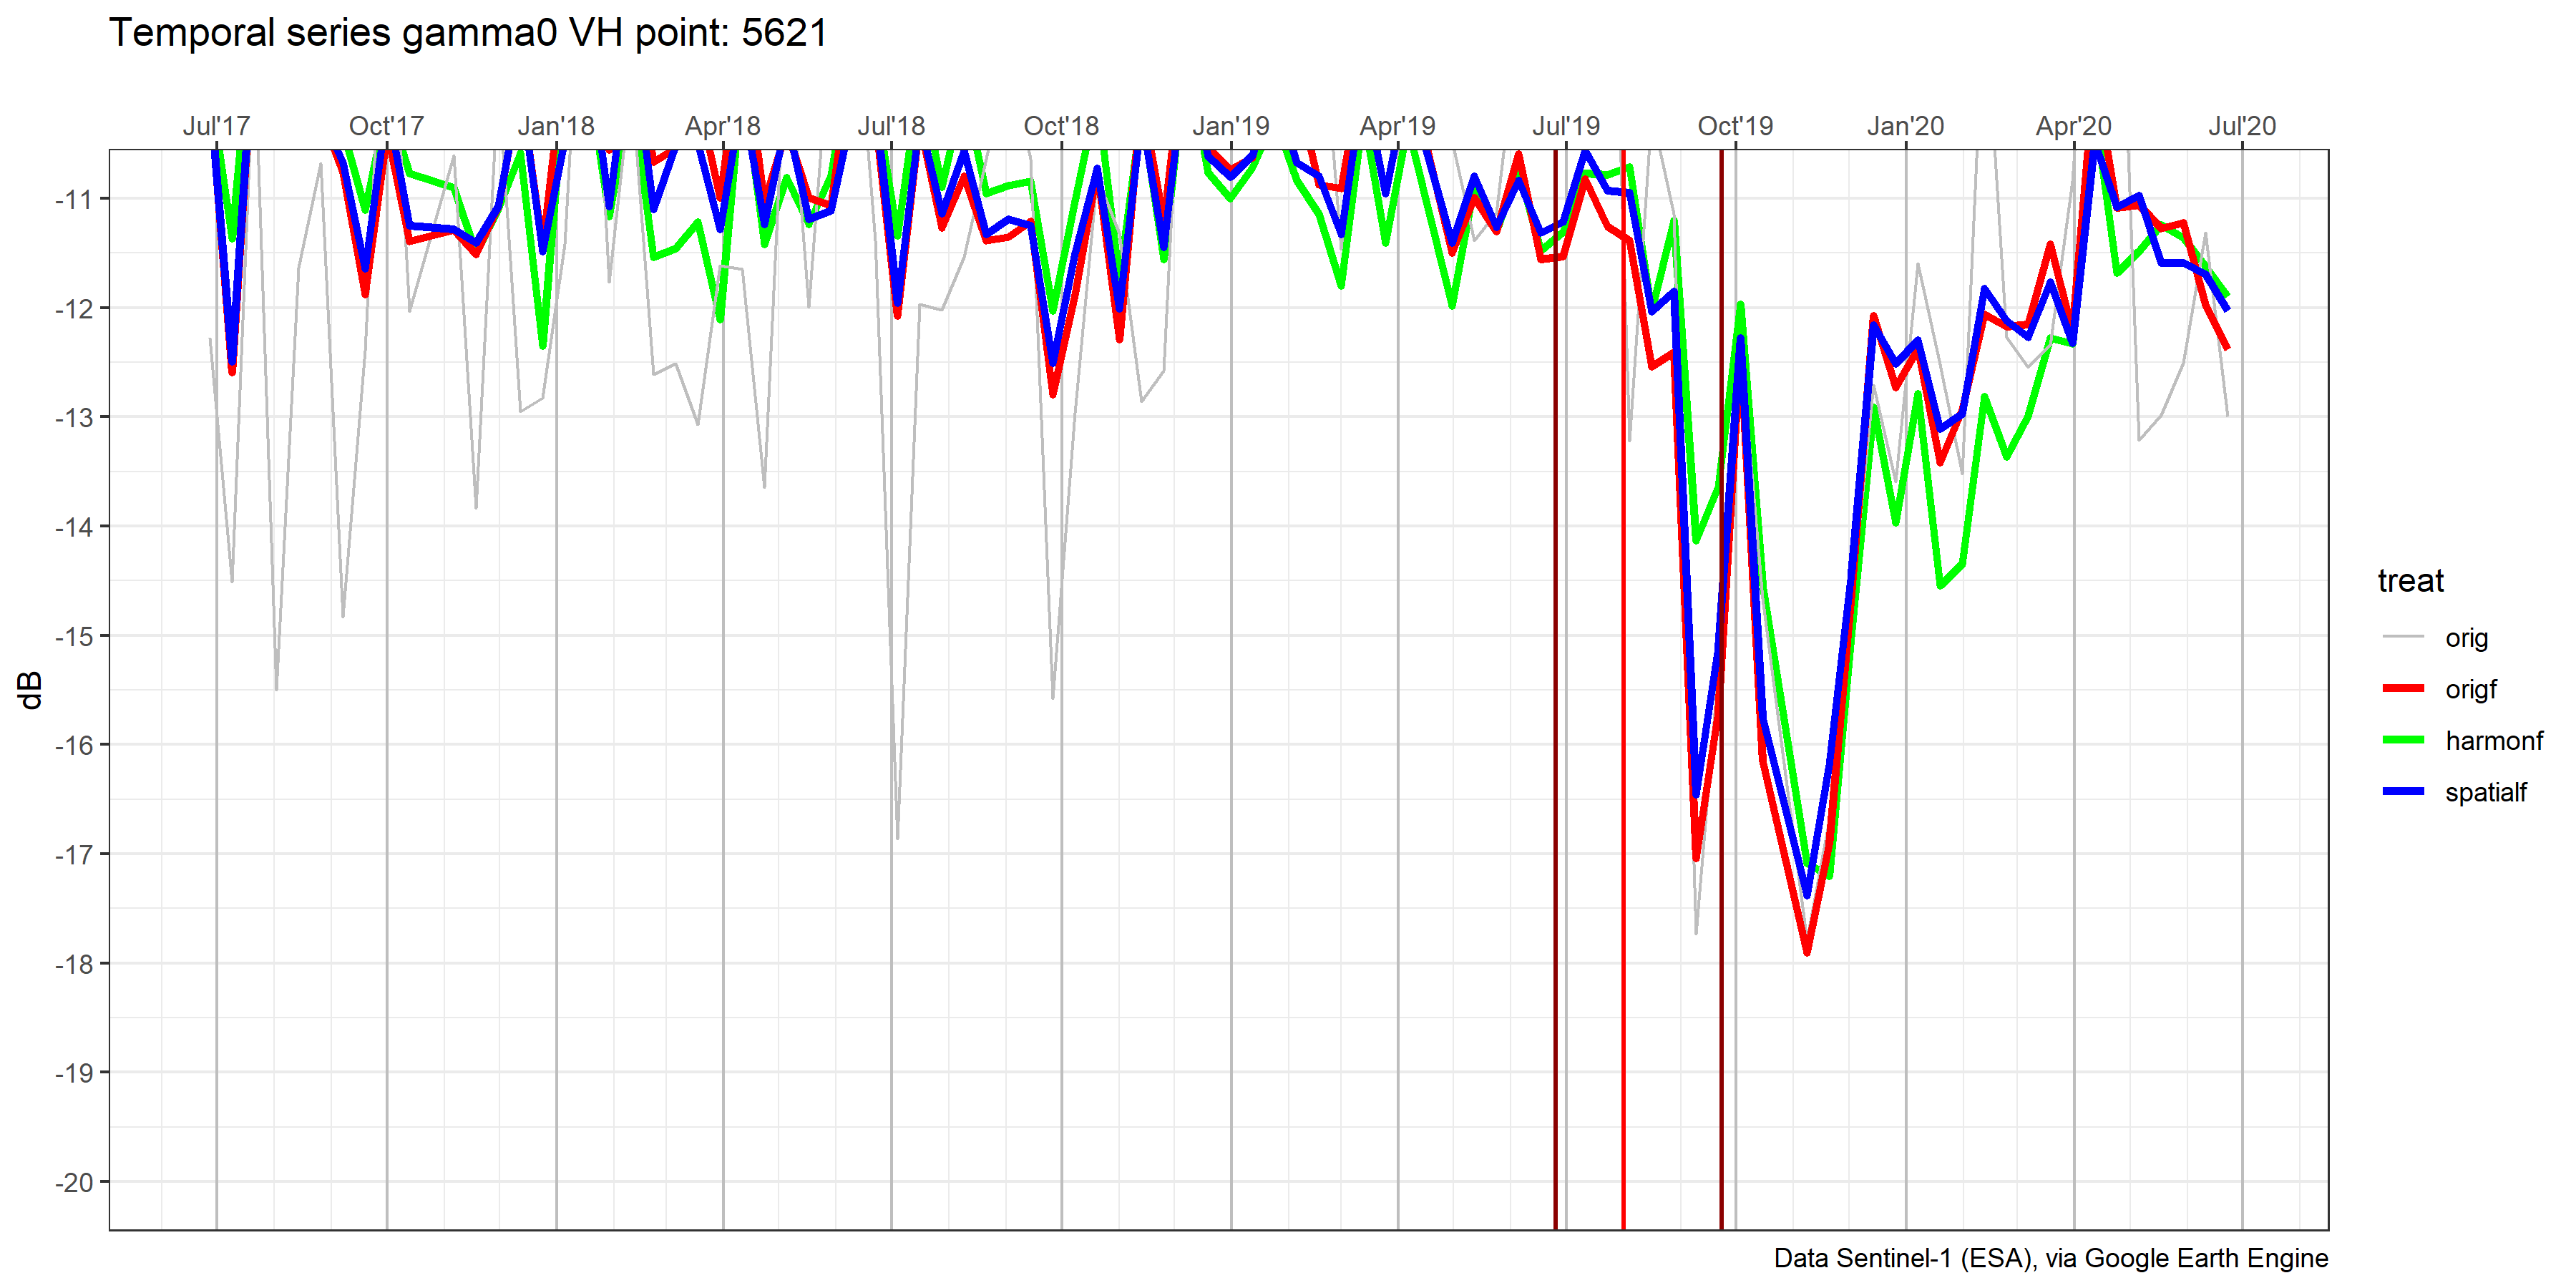 Temporal series gamma0 VH point: 5621
Jul'17 Oct'17 Jan'18 Apr'18 Jul'18 Oct'18 Jan'19 Apr'19 Jul'19 Oct'19 Jan'20 Apr'20 Jul'20
-11
-12
-13
-14
-15
-16
-17
-18
-19
-20
dB
treat
orig
origf
harmonf
spatialf
Data Sentinel-1 (ESA), via Google Earth Engine